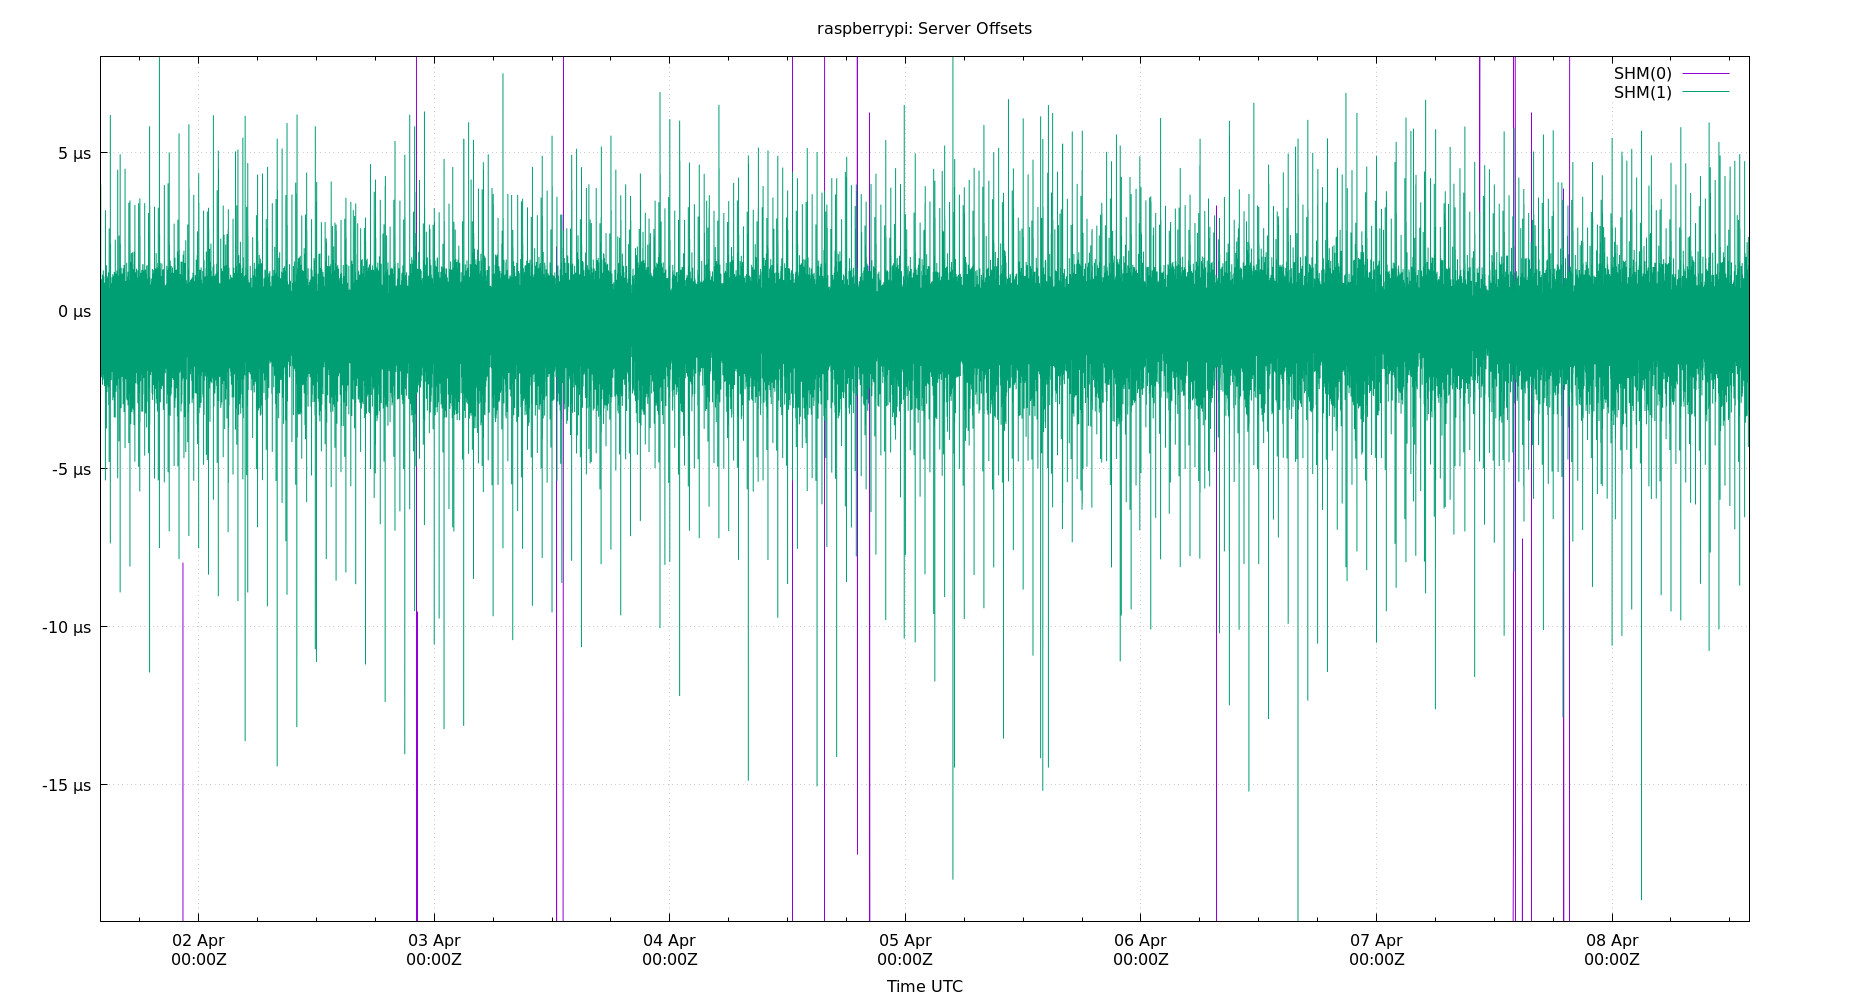 raspberrypi: Server Offsets
SHM(0)
SHM(1)
5 µs
0 µs
-5 µs
-10 µs
-15 µs
02 Apr 03 Apr 04 Apr 05 Apr 06 Apr 07 Apr 08 Apr
00:00Z 00:00Z 00:00Z 00:00Z 00:00Z 00:00Z 00:00Z
Time UTC